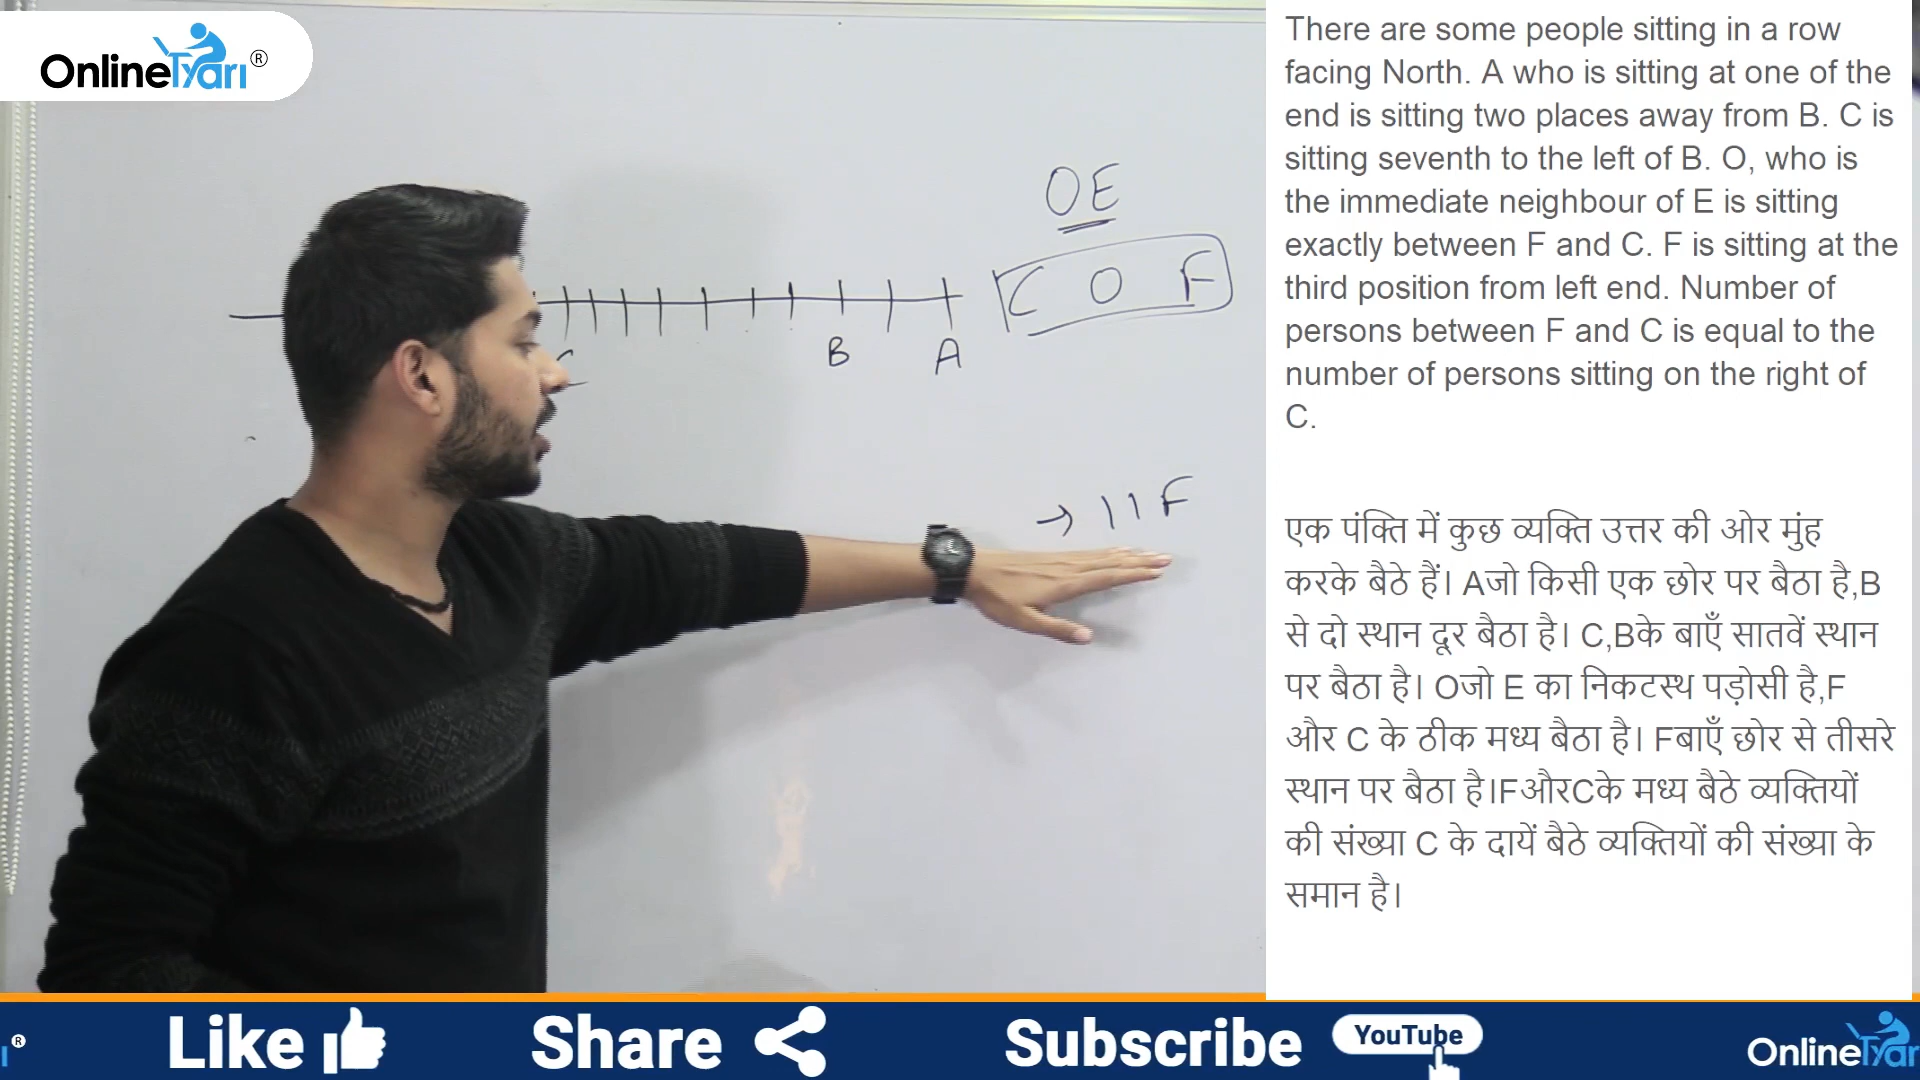 OnlineTyari®
There are some people sitting in a row
facing North. A who is sitting at one of the
end is sitting two places away from B. C is
sitting seventh to the left of B. O, who is
the immediate neighbour of E is sitting
exactly between F and C. F is sitting at the
third position from left end. Number of
persons between F and C is equal to the
number of persons sitting on the right of
C.
एक पंक्ति में कुछ व्यक्ति उत्तर की ओर मुंह
करके बैठे हैं। Aजो किसी एक छोर पर बैठा है,B
से दो स्थान दूर बैठा है। C,Bके बाएँ सातवें स्थान
पर बैठा है। Oजो E का निकटस्थ पड़ोसी है,F
और C के ठीक मध्य बैठा है। Fबाएँ छोर से तीसरे
स्थान पर बैठा है।FऔरCके मध्य बैठे व्यक्तियों
की संख्या C के दायें बैठे व्यक्तियों की संख्या के
समान है।
OE
C O F
B A
→ 1 1 F
® Like Share Subscribe YouTube OnlineTyar